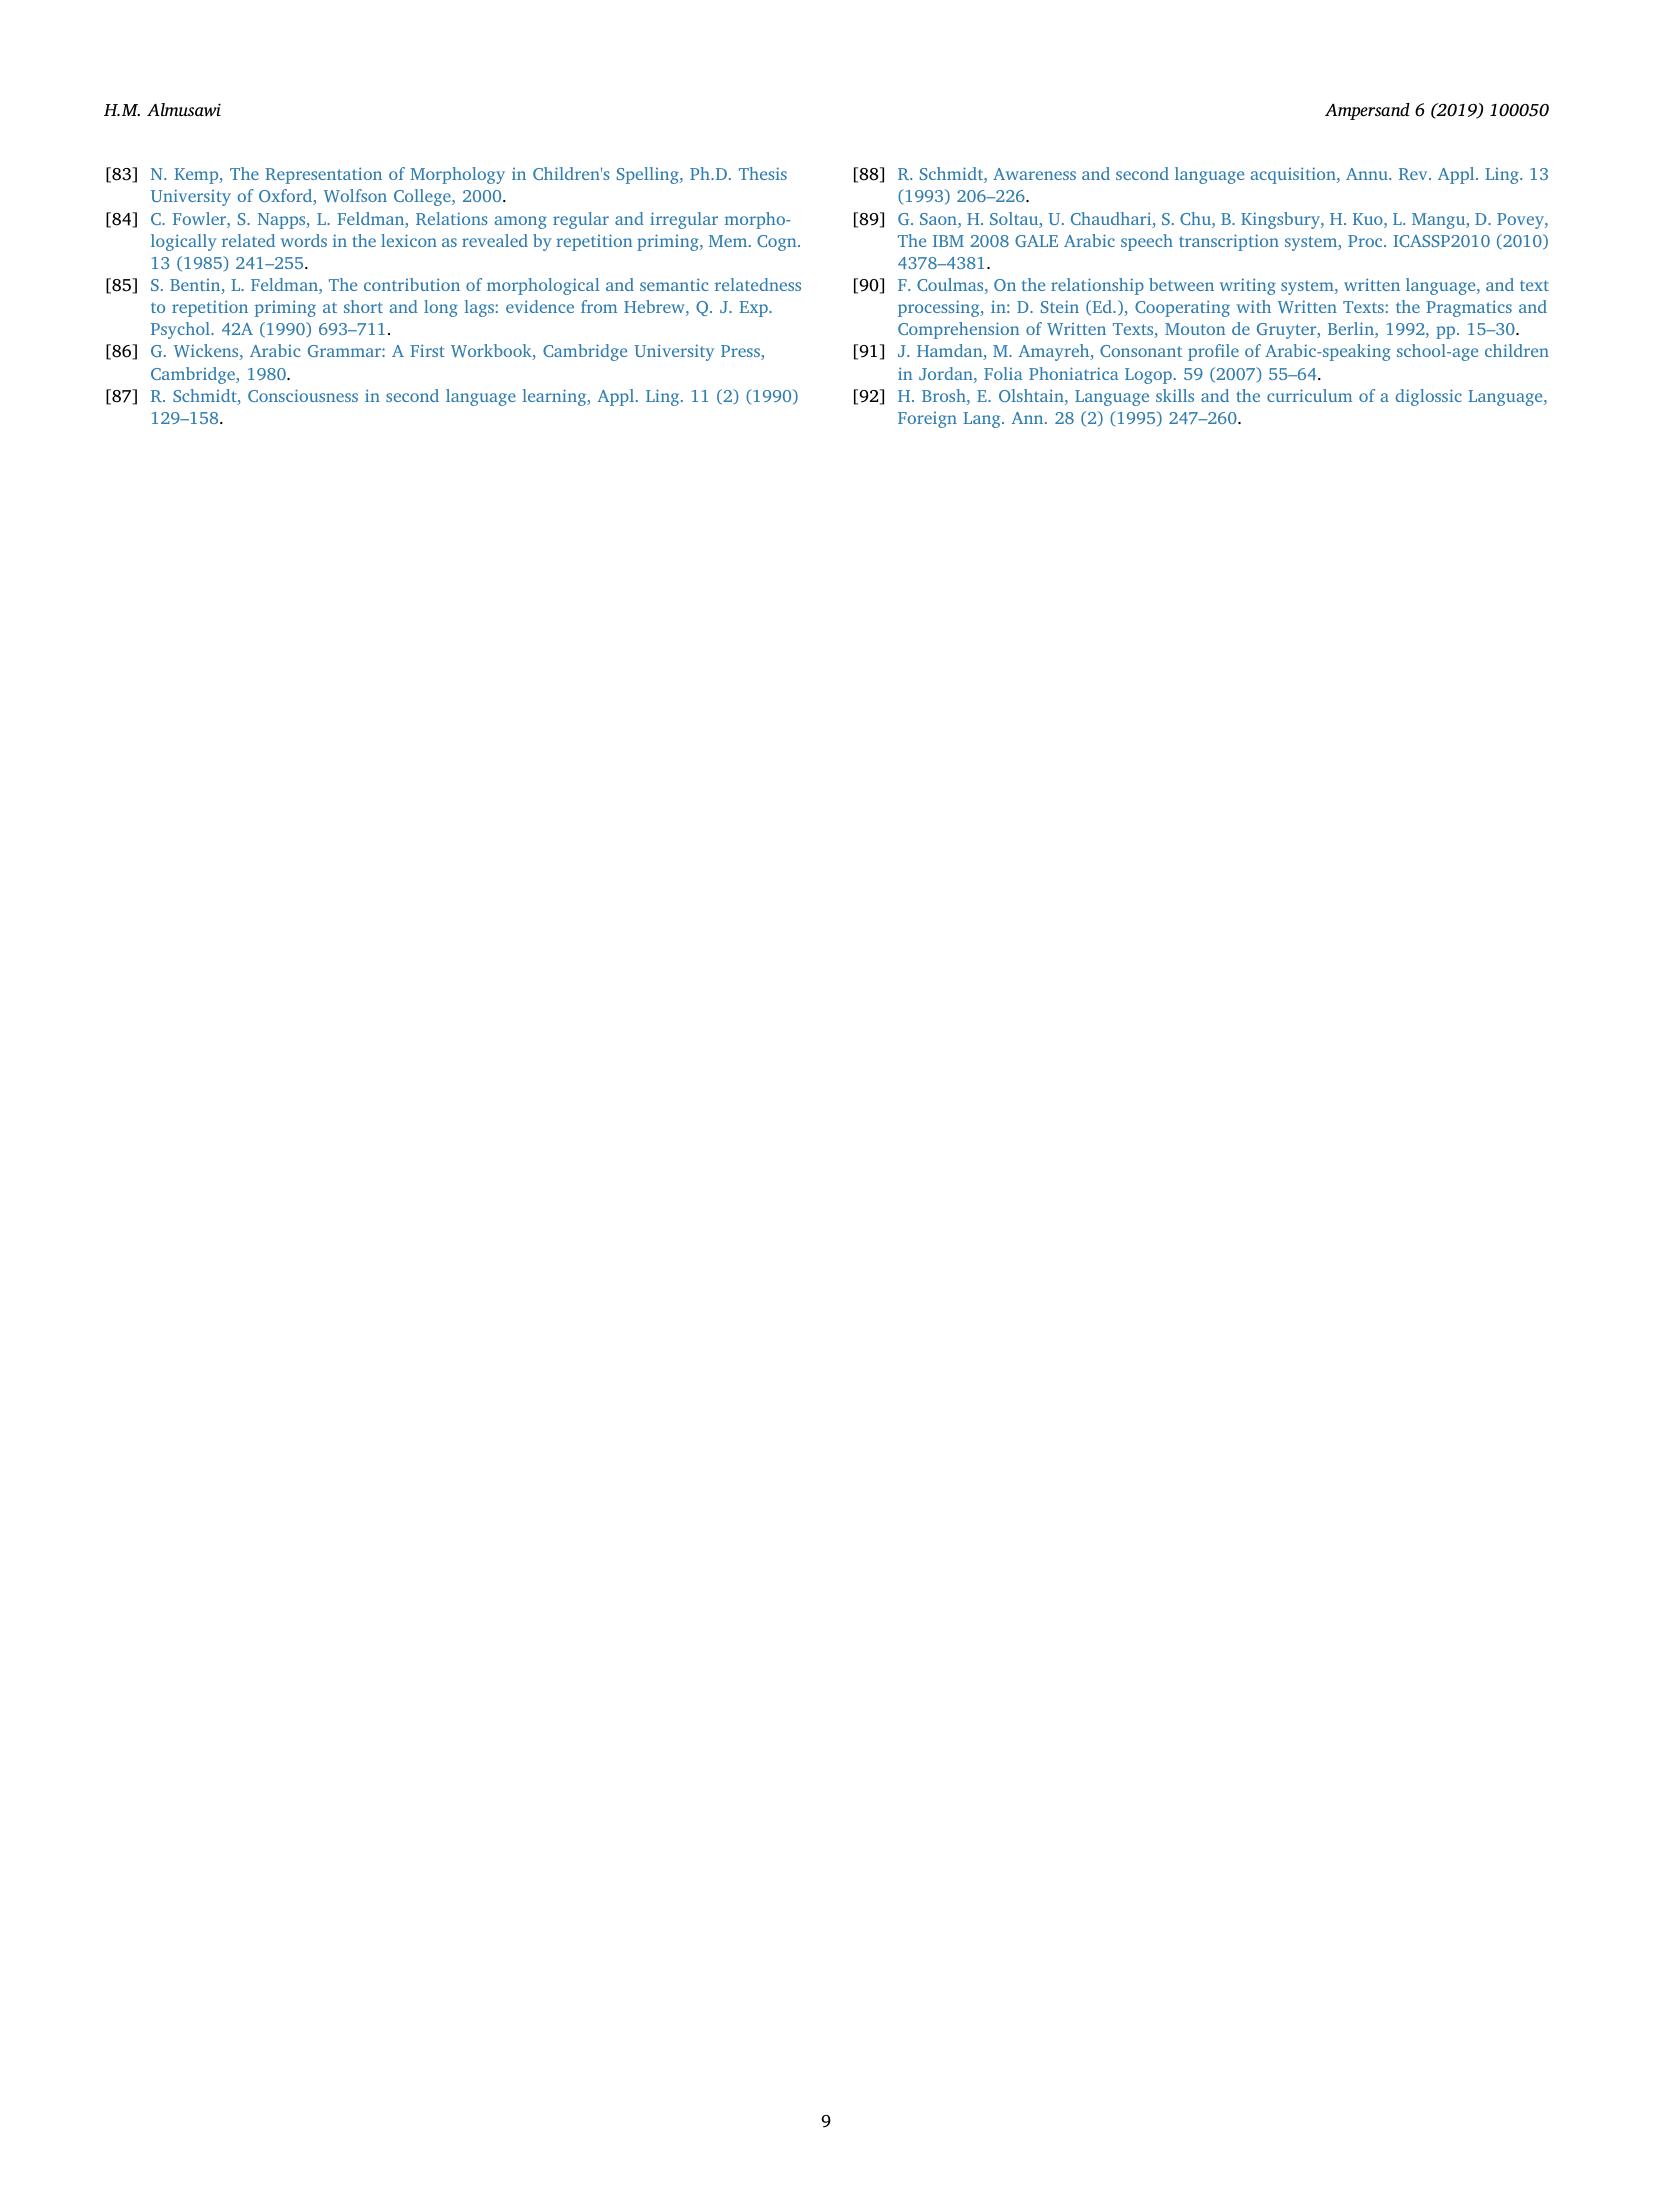 H.M. Almusawi
Ampersand 6 (2019) 100050
[83] N. Kemp, The Representation of Morphology in Children's Spelling, Ph.D. Thesis
University of Oxford, Wolfson College, 2000.
[84] C. Fowler, S. Napps, L. Feldman, Relations among regular and irregular morpho-
logically related words in the lexicon as revealed by repetition priming, Mem. Cogn.
13 (1985) 241–255.
[85] S. Bentin, L. Feldman, The contribution of morphological and semantic relatedness
to repetition priming at short and long lags: evidence from Hebrew, Q. J. Exp.
Psychol. 42A (1990) 693–711.
[86] G. Wickens, Arabic Grammar: A First Workbook, Cambridge University Press,
Cambridge, 1980.
[87] R. Schmidt, Consciousness in second language learning, Appl. Ling. 11 (2) (1990)
129–158.
[88] R. Schmidt, Awareness and second language acquisition, Annu. Rev. Appl. Ling. 13
(1993) 206–226.
[89] G. Saon, H. Soltau, U. Chaudhari, S. Chu, B. Kingsbury, H. Kuo, L. Mangu, D. Povey,
The IBM 2008 GALE Arabic speech transcription system, Proc. ICASSP2010 (2010)
4378–4381.
[90] F. Coulmas, On the relationship between writing system, written language, and text
processing, in: D. Stein (Ed.), Cooperating with Written Texts: the Pragmatics and
Comprehension of Written Texts, Mouton de Gruyter, Berlin, 1992, pp. 15–30.
[91] J. Hamdan, M. Amayreh, Consonant profile of Arabic-speaking school-age children
in Jordan, Folia Phoniatrica Logop. 59 (2007) 55–64.
[92] H. Brosh, E. Olshtain, Language skills and the curriculum of a diglossic Language,
Foreign Lang. Ann. 28 (2) (1995) 247–260.
9